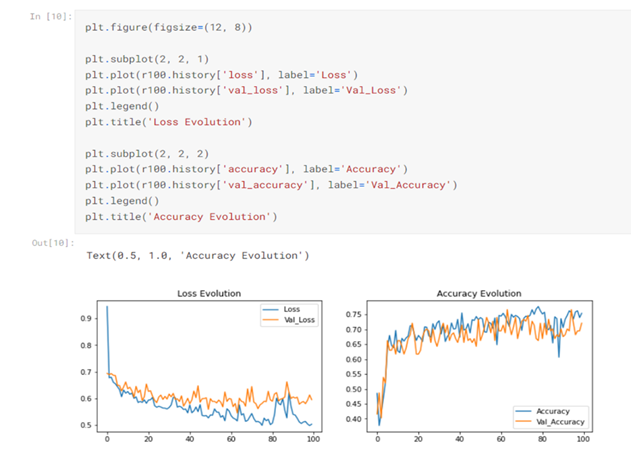 In [10]:
plt.figure(figsize=(12, 8))
plt.subplot(2, 2, 1)
plt.plot(r100.history['loss'], label='Loss')
plt.plot(r100.history['val_loss'], label='Val_Loss')
plt.legend()
plt.title('Loss Evolution')
plt.subplot(2, 2, 2)
plt.plot(r100.history['accuracy'], label='Accuracy')
plt.plot(r100.history['val_accuracy'], label='Val_Accuracy')
plt.legend()
plt.title('Accuracy Evolution')
Out[10]:
Text(0.5, 1.0, 'Accuracy Evolution')
Loss Evolution
Loss
Val_Loss
0.9
0.8
0.7
0.6
0.5
0 20 40 60 80 100
Accuracy Evolution
0.75
0.70
0.65
0.60
0.55
0.50
0.45
0.40
Accuracy
Val_Accuracy
0 20 40 60 80 100